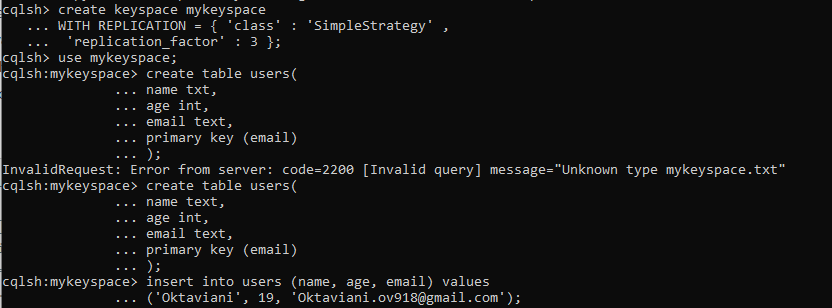 cqlsh> create keyspace mykeyspace
... WITH REPLICATION = { 'class' : 'SimpleStrategy' ,
... 'replication_factor' : 3 };
cqlsh> use mykeyspace;
cqlsh:mykeyspace> create table users(
... name txt,
... age int,
... email text,
... primary key (email)
... );
InvalidRequest: Error from server: code=2200 [Invalid query] message="Unknown type mykeyspace.txt"
cqlsh:mykeyspace> create table users(
... name text,
... age int,
... email text,
... primary key (email)
... );
cqlsh:mykeyspace> insert into users (name, age, email) values
... ('Oktaviani', 19, 'Oktaviani.ov918@gmail.com');